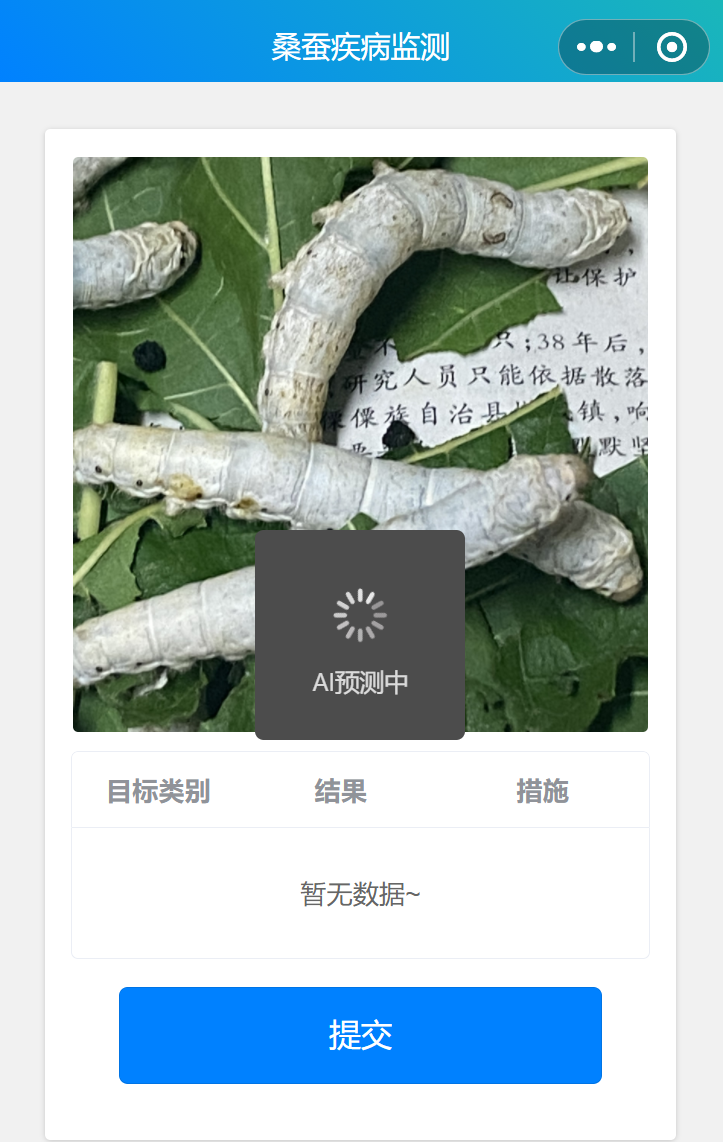 桑蚕疾病监测
让保护
只;38年后,
研究人员只能依据散落
傈僳族自治县
镇,响
默坚
AI预测中
目标类别 结果 措施
暂无数据~
提交